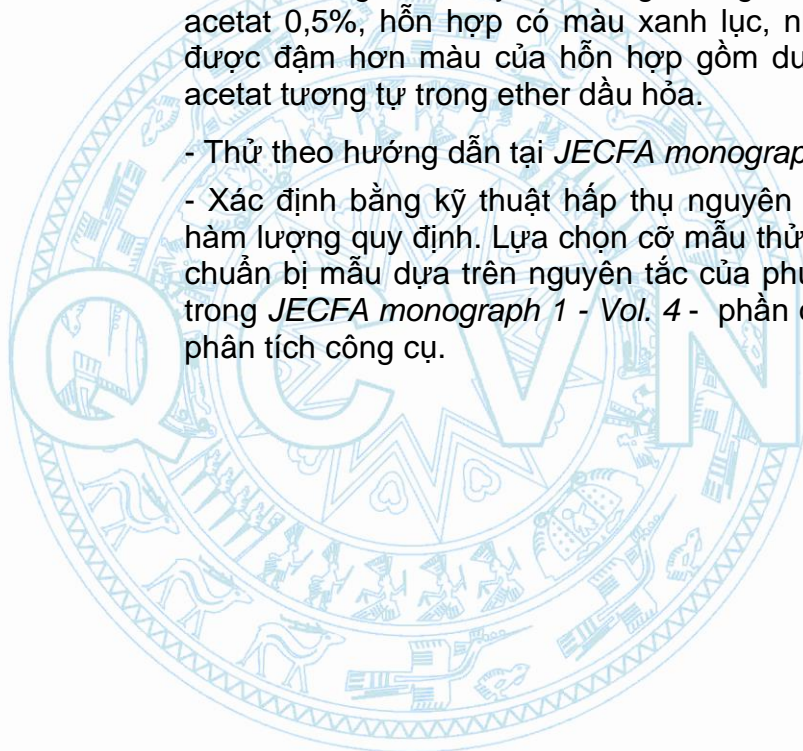 acetat 0,5%, hỗn hợp có màu xanh lục, n
được đậm hơn màu của hỗn hợp gồm du
acetat tương tự trong ether dầu hỏa.
- Thử theo hướng dẫn tại JECFA monograp
- Xác định bằng kỹ thuật hấp thụ nguyên
hàm lượng quy định. Lựa chọn cỡ mẫu thử
chuẩn bị mẫu dựa trên nguyên tắc của phu
trong JECFA monograph 1 - Vol. 4 - phần
phân tích công cụ.
QCVN